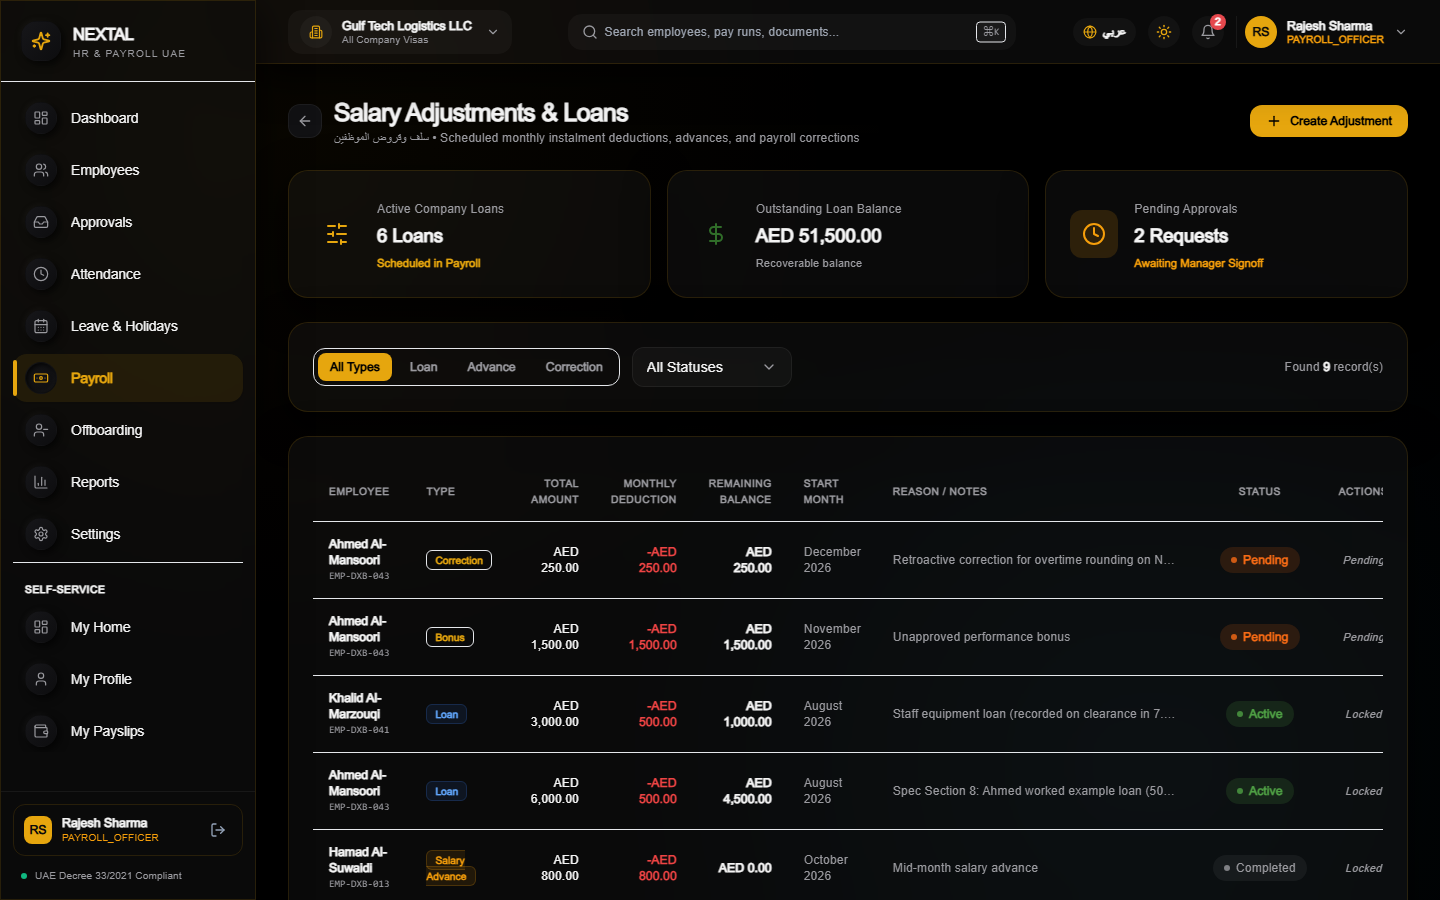 NEXTAL
HR & PAYROLL UAE
Dashboard
Employees
Approvals
Attendance
Leave & Holidays
Payroll
Offboarding
Reports
Settings
SELF-SERVICE
My Home
My Profile
My Payslips
RS
Rajesh Sharma
PAYROLL_OFFICER
UAE Decree 33/2021 Compliant
Gulf Tech Logistics LLC
All Company Visas
Search employees, pay runs, documents...
⌘K
عربي
2
RS
Rajesh Sharma
PAYROLL_OFFICER
Salary Adjustments & Loans
سلف وقروض الموظفين • Scheduled monthly instalment deductions, advances, and payroll corrections
Create Adjustment
Active Company Loans
6 Loans
Scheduled in Payroll
Outstanding Loan Balance
AED 51,500.00
Recoverable balance
Pending Approvals
2 Requests
Awaiting Manager Signoff
All Types
Loan
Advance
Correction
All Statuses
Found 9 record(s)
EMPLOYEE
TYPE
TOTAL
AMOUNT
MONTHLY
DEDUCTION
REMAINING
BALANCE
START
MONTH
REASON / NOTES
STATUS
ACTIONS
Ahmed Al-
Mansoori
EMP-DXB-043
Correction
AED
250.00
-AED
250.00
AED
250.00
December
2026
Retroactive correction for overtime rounding on N...
Pending
Pending
Ahmed Al-
Mansoori
EMP-DXB-043
Bonus
AED
1,500.00
-AED
1,500.00
AED
1,500.00
November
2026
Unapproved performance bonus
Pending
Pending
Khalid Al-
Marzouqi
EMP-DXB-041
Loan
AED
3,000.00
-AED
500.00
AED
1,000.00
August
2026
Staff equipment loan (recorded on clearance in 7....
Active
Locked
Ahmed Al-
Mansoori
EMP-DXB-043
Loan
AED
6,000.00
-AED
500.00
AED
4,500.00
August
2026
Spec Section 8: Ahmed worked example loan (50...
Active
Locked
Hamad Al-
Suwaidi
EMP-DXB-013
Salary
Advance
AED
800.00
-AED
800.00
AED 0.00
October
2026
Mid-month salary advance
Completed
Locked